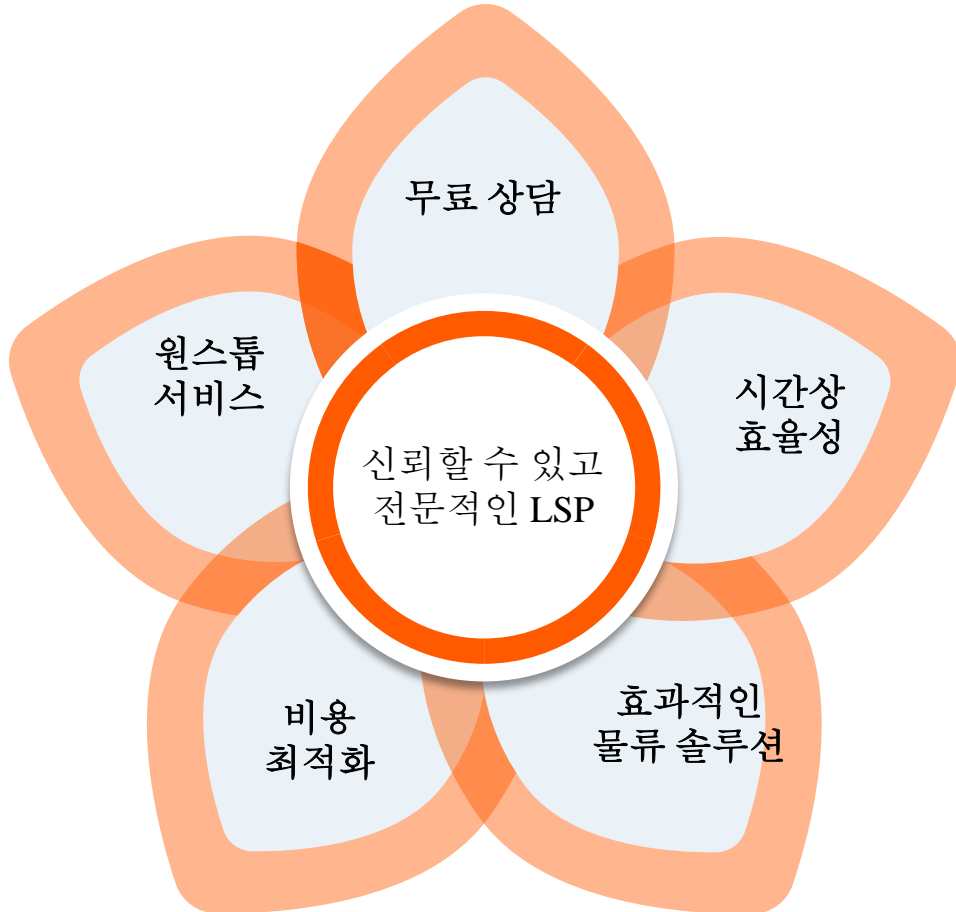 무료 상담
원스톱
서비스
시간상
효율성
신뢰할 수 있고
전문적인 LSP
비용
최적화
효과적인
물류 솔루션